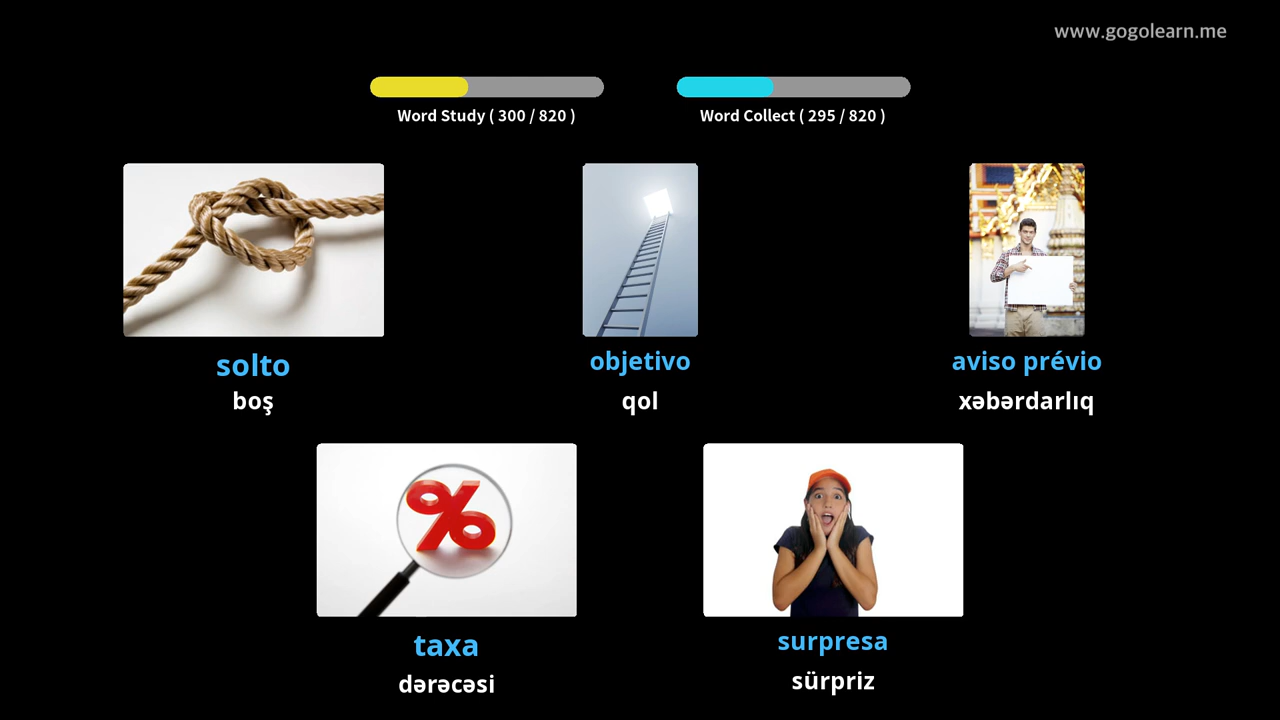 www.gogolearn.me
Word Study ( 300 / 820 )
Word Collect ( 295 / 820 )
solto
boş
objetivo
qol
aviso prévio
xəbərdarlıq
%
taxa
dərəcəsi
surpresa
sürpriz